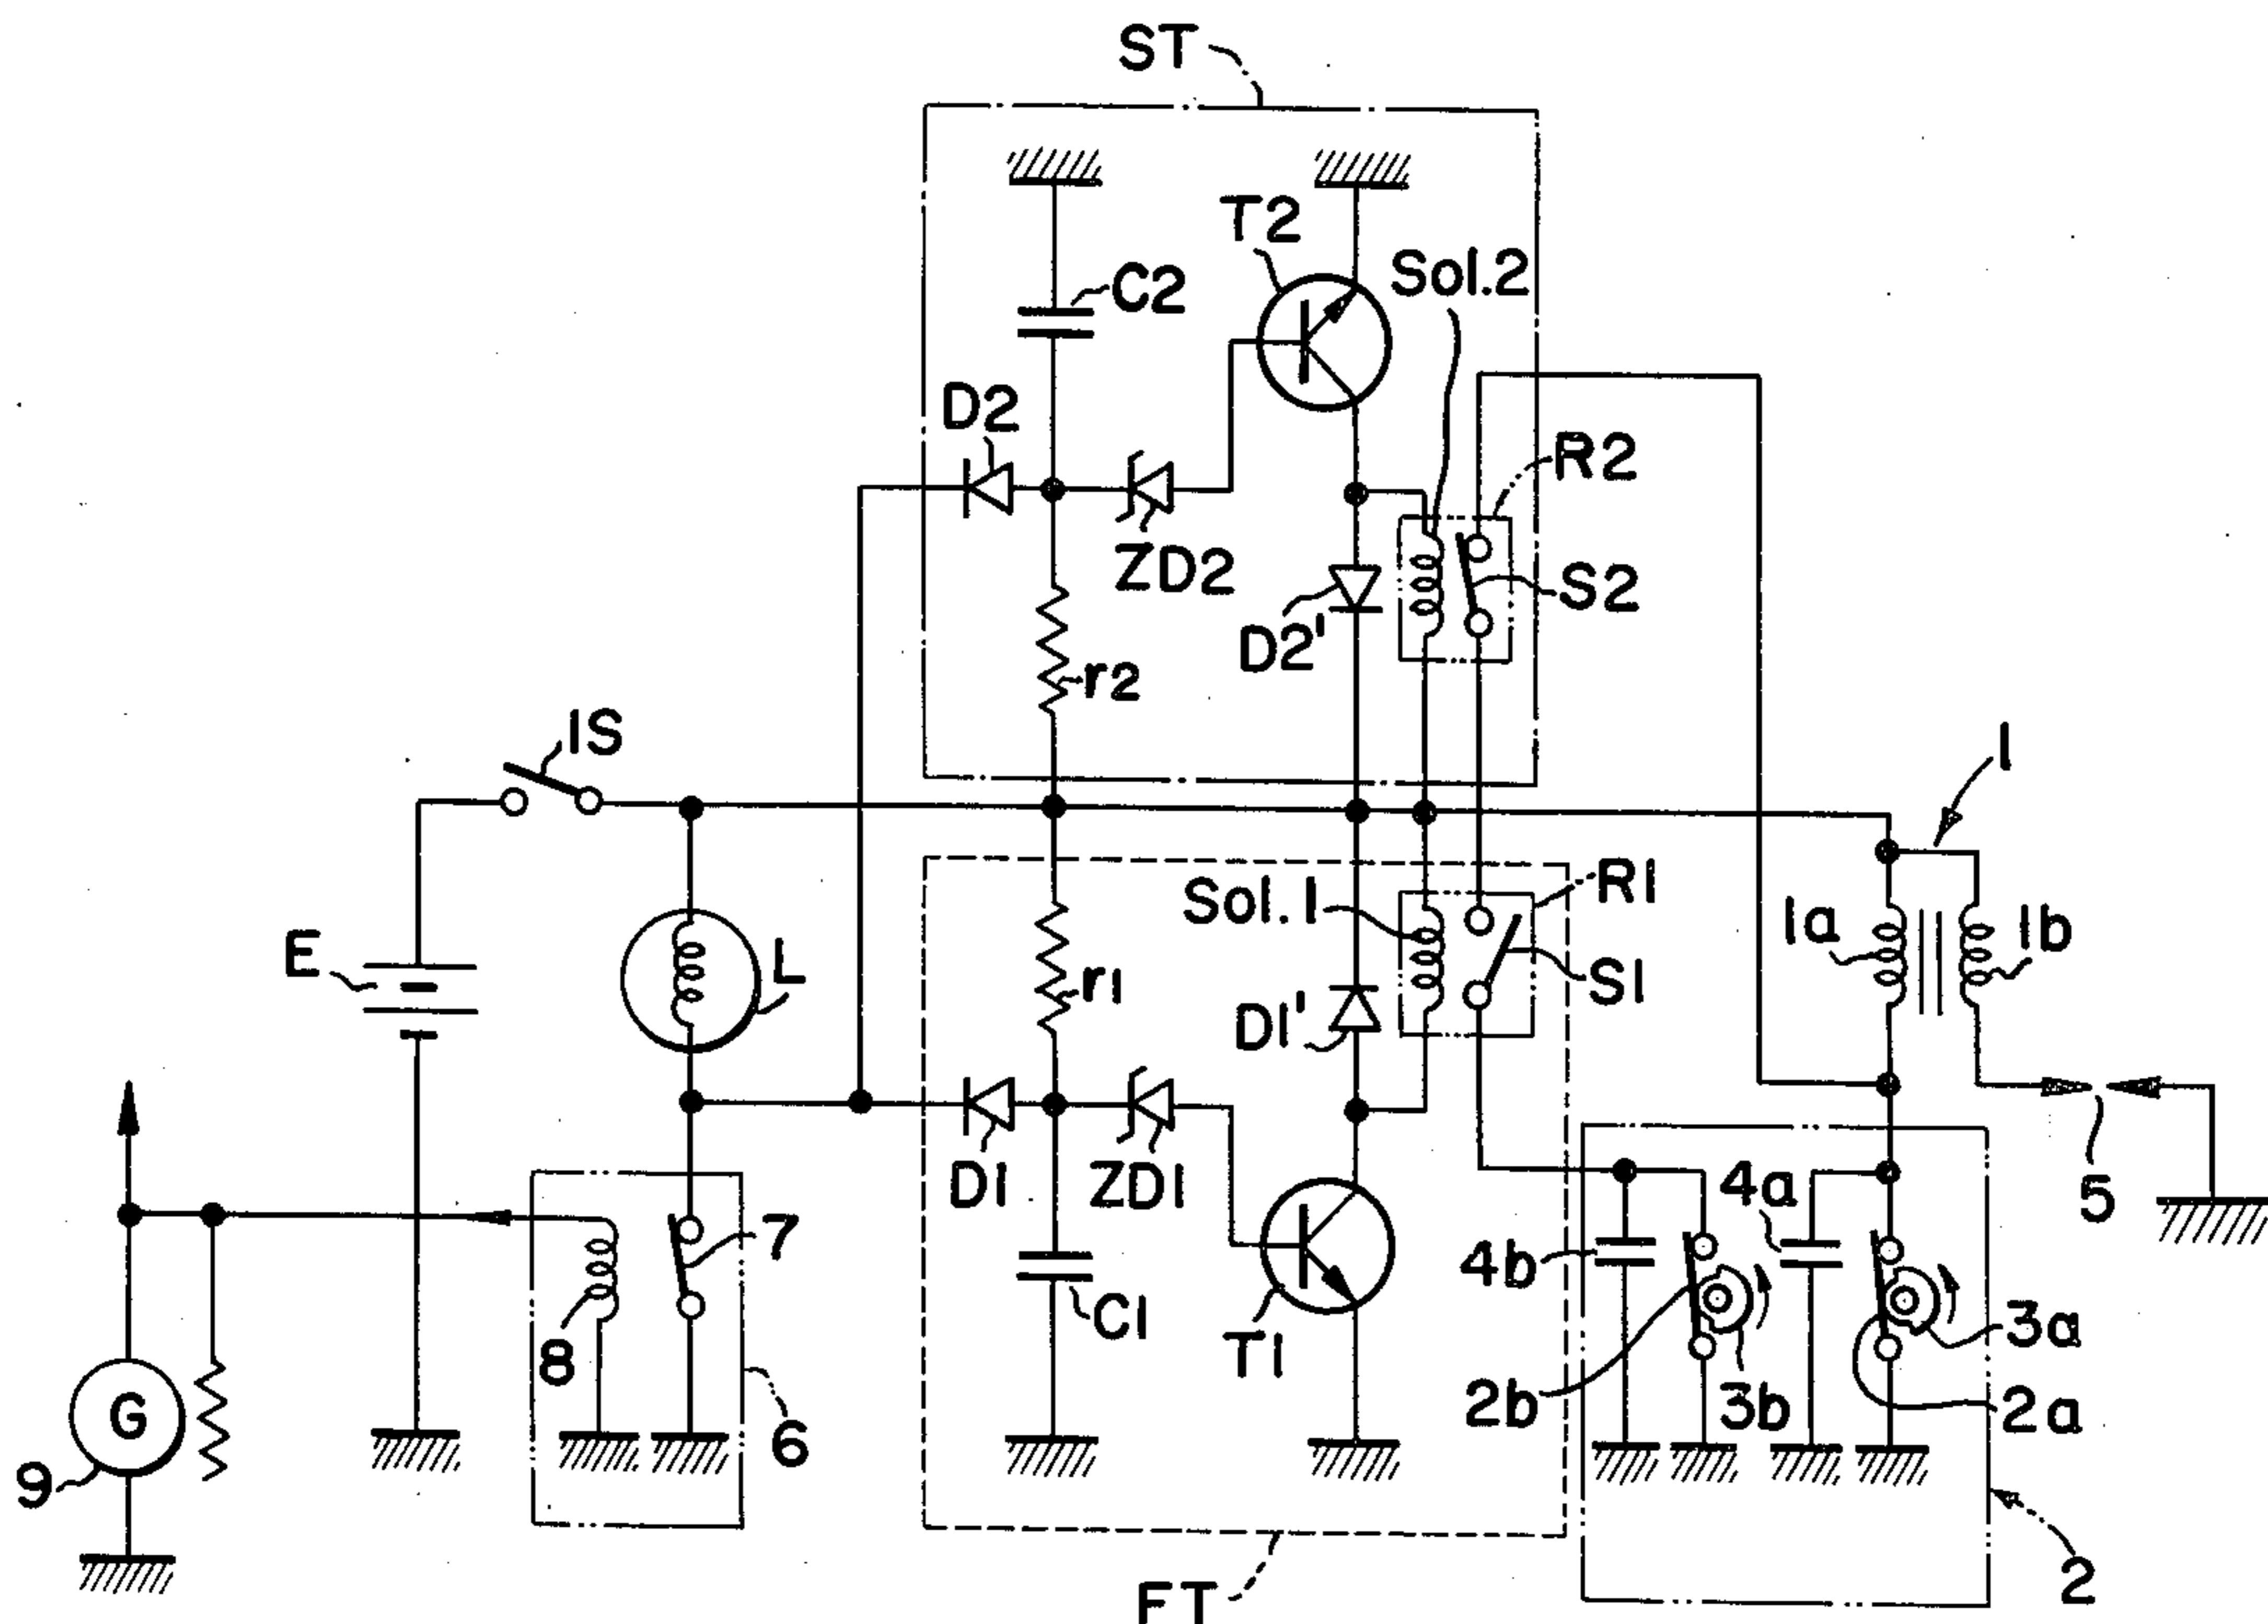 ST
T2
Sol.2
C2
D2
R2
ZD2
S2
D2'
r2
IS
1
Sol.1
R1
1a
1b
E
L
r1
S1
D1'
D1
ZD1
4a
5
7
4b
C1
3a
8
T1
G
2b
3b
2a
6
9
2
FT